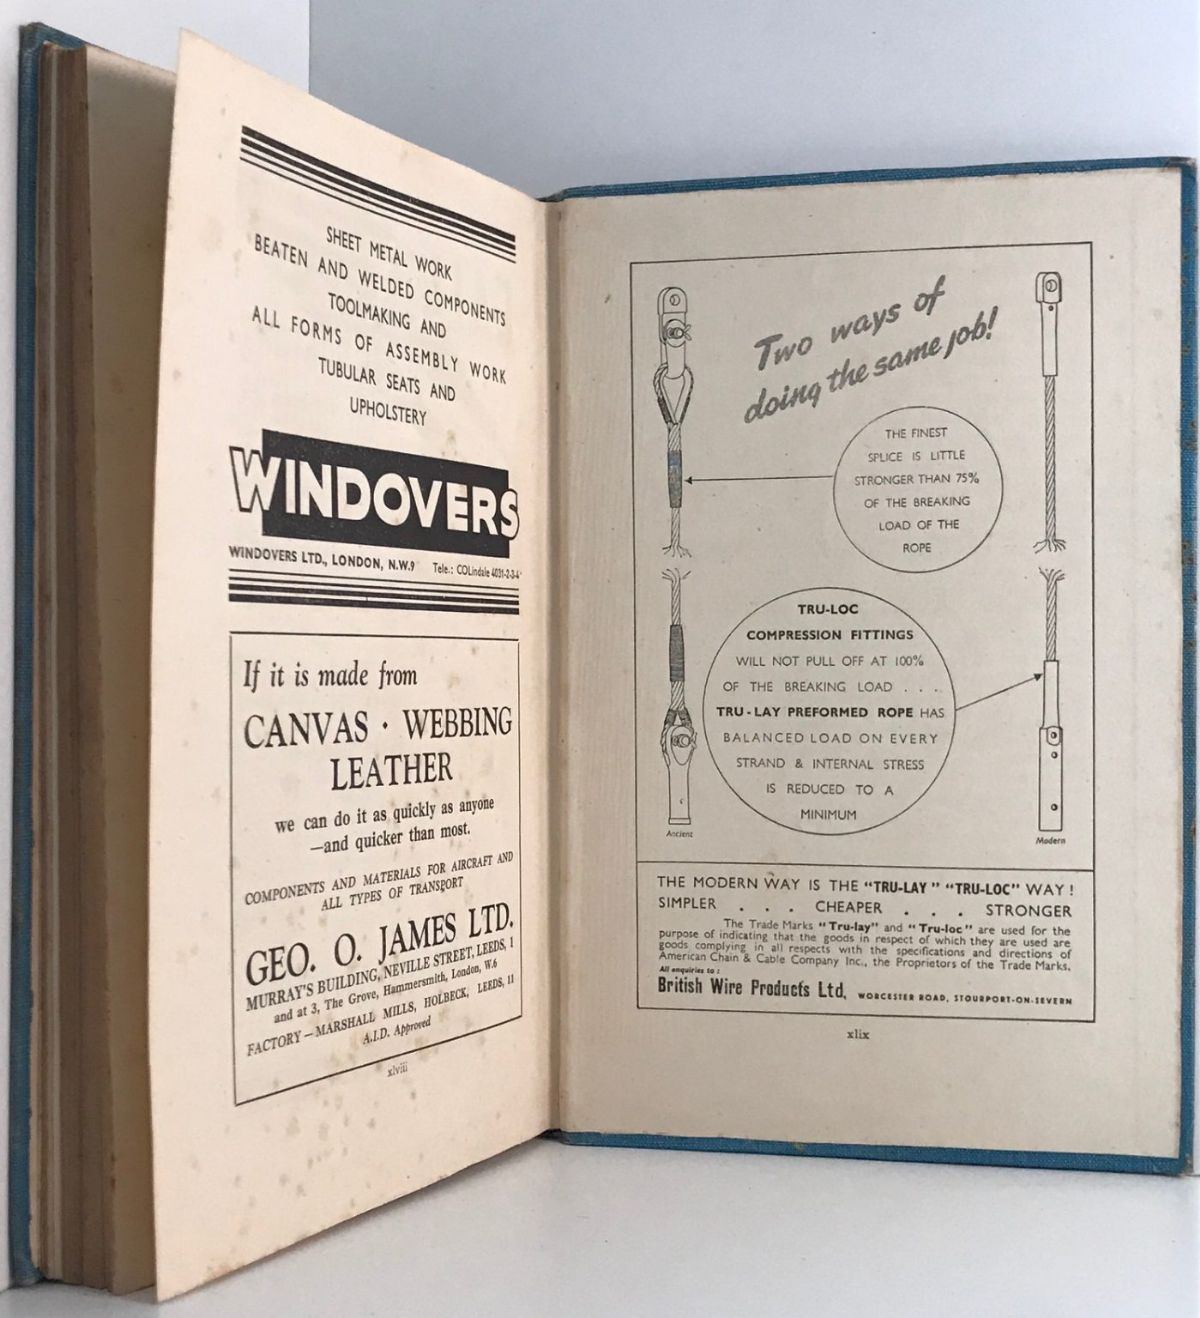 SHEET METAL WORK
BEATEN AND WELDED COMPONENTS
TOOLMAKING AND
ALL FORMS OF ASSEMBLY WORK
TUBULAR SEATS AND
UPHOLSTERY
WINDOVERS
WINDOVERS LTD., LONDON, N.W.9 Tele.: COLindale 4031-2-3-4
If it is made from
CANVAS · WEBBING
LEATHER
we can do it as quickly as anyone
—and quicker than most.
COMPONENTS AND MATERIALS FOR AIRCRAFT AND
ALL TYPES OF TRANSPORT
GEO. O. JAMES LTD.
MURRAY'S BUILDING, NEVILLE STREET, LEEDS, 1
and at 3, The Grove, Hammersmith, London, W.6
FACTORY — MARSHALL MILLS, HOLBECK, LEEDS, 11
A.I.D. Approved
xlviii
Two ways of
doing the same job!
THE FINEST
SPLICE IS LITTLE
STRONGER THAN 75%
OF THE BREAKING
LOAD OF THE
ROPE
TRU-LOC
COMPRESSION FITTINGS
WILL NOT PULL OFF AT 100%
OF THE BREAKING LOAD . . .
TRU-LAY PREFORMED ROPE HAS
BALANCED LOAD ON EVERY
STRAND & INTERNAL STRESS
IS REDUCED TO A
MINIMUM
Ancient
Modern
THE MODERN WAY IS THE "TRU-LAY" "TRU-LOC" WAY!
SIMPLER . . . CHEAPER . . . STRONGER
The Trade Marks "Tru-lay" and "Tru-loc" are used for the
purpose of indicating that the goods in respect of which they are used are
goods complying in all respects with the specifications and directions of
American Chain & Cable Company Inc., the Proprietors of the Trade Marks.
All enquiries to:
British Wire Products Ltd, WORCESTER ROAD, STOURPORT-ON-SEVERN
xlix